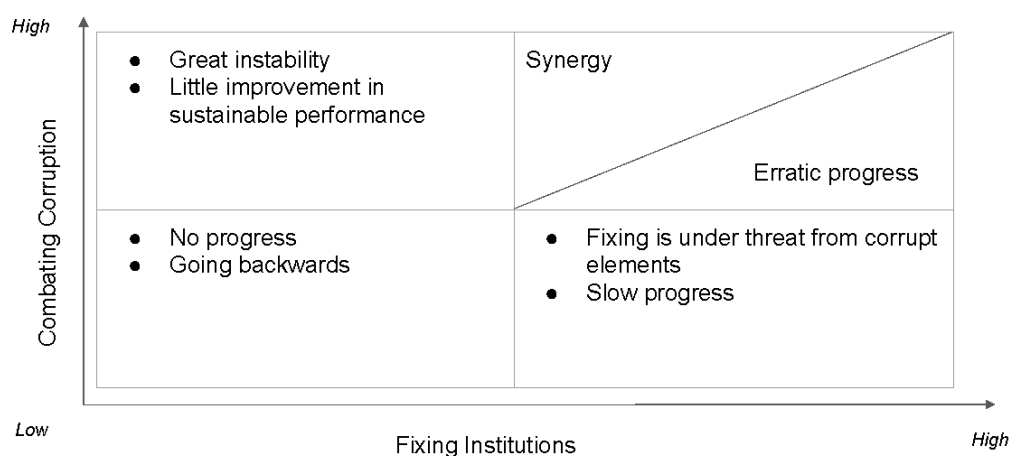 High
● Great instability
● Little improvement in
sustainable performance
Synergy
Erratic progress
Combating Corruption
● No progress
● Going backwards
● Fixing is under threat from corrupt
elements
● Slow progress
Low
Fixing Institutions
High